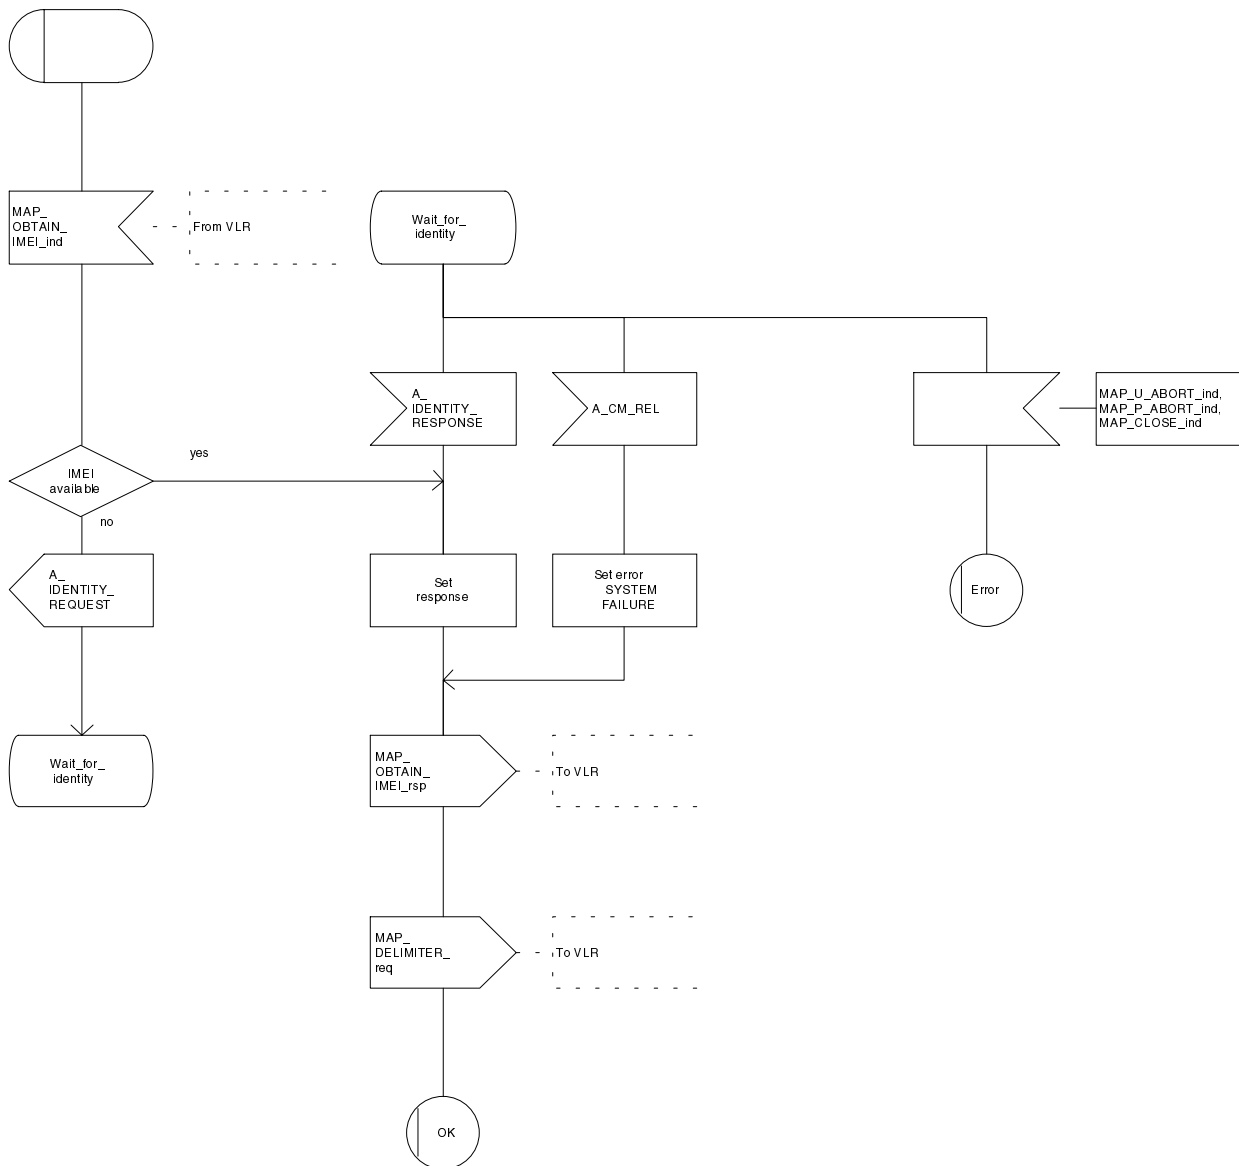 MAP_
OBTAIN_
IMEI_ind
From VLR
Wait_for_
identity
A_
IDENTITY_
RESPONSE
A_CM_REL
MAP_U_ABORT_ind,
MAP_P_ABORT_ind,
MAP_CLOSE_ind
IMEI
available
yes
no
A_
IDENTITY_
REQUEST
Set
response
Set error
SYSTEM
FAILURE
Error
Wait_for_
identity
MAP_
OBTAIN_
IMEI_rsp
To VLR
MAP_
DELIMITER_
req
To VLR
OK